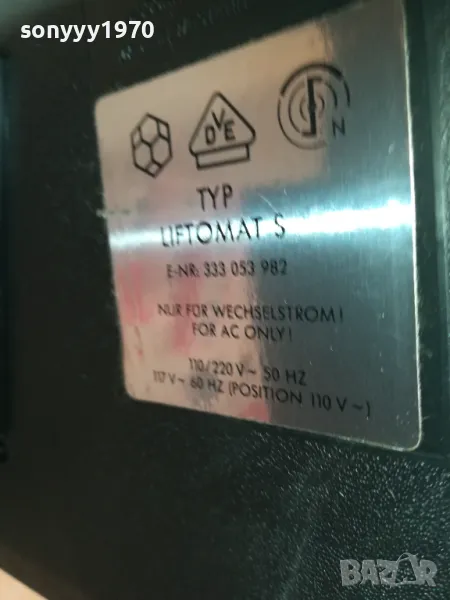 sonyyy1970
DVE
N
TYP
LIFTOMAT S
E-NR: 333 053 982
NUR FÜR WECHSELSTROM!
FOR AC ONLY!
110/220 V~ 50 HZ
117 V~ 60 HZ (POSITION 110 V~)
BAZAR